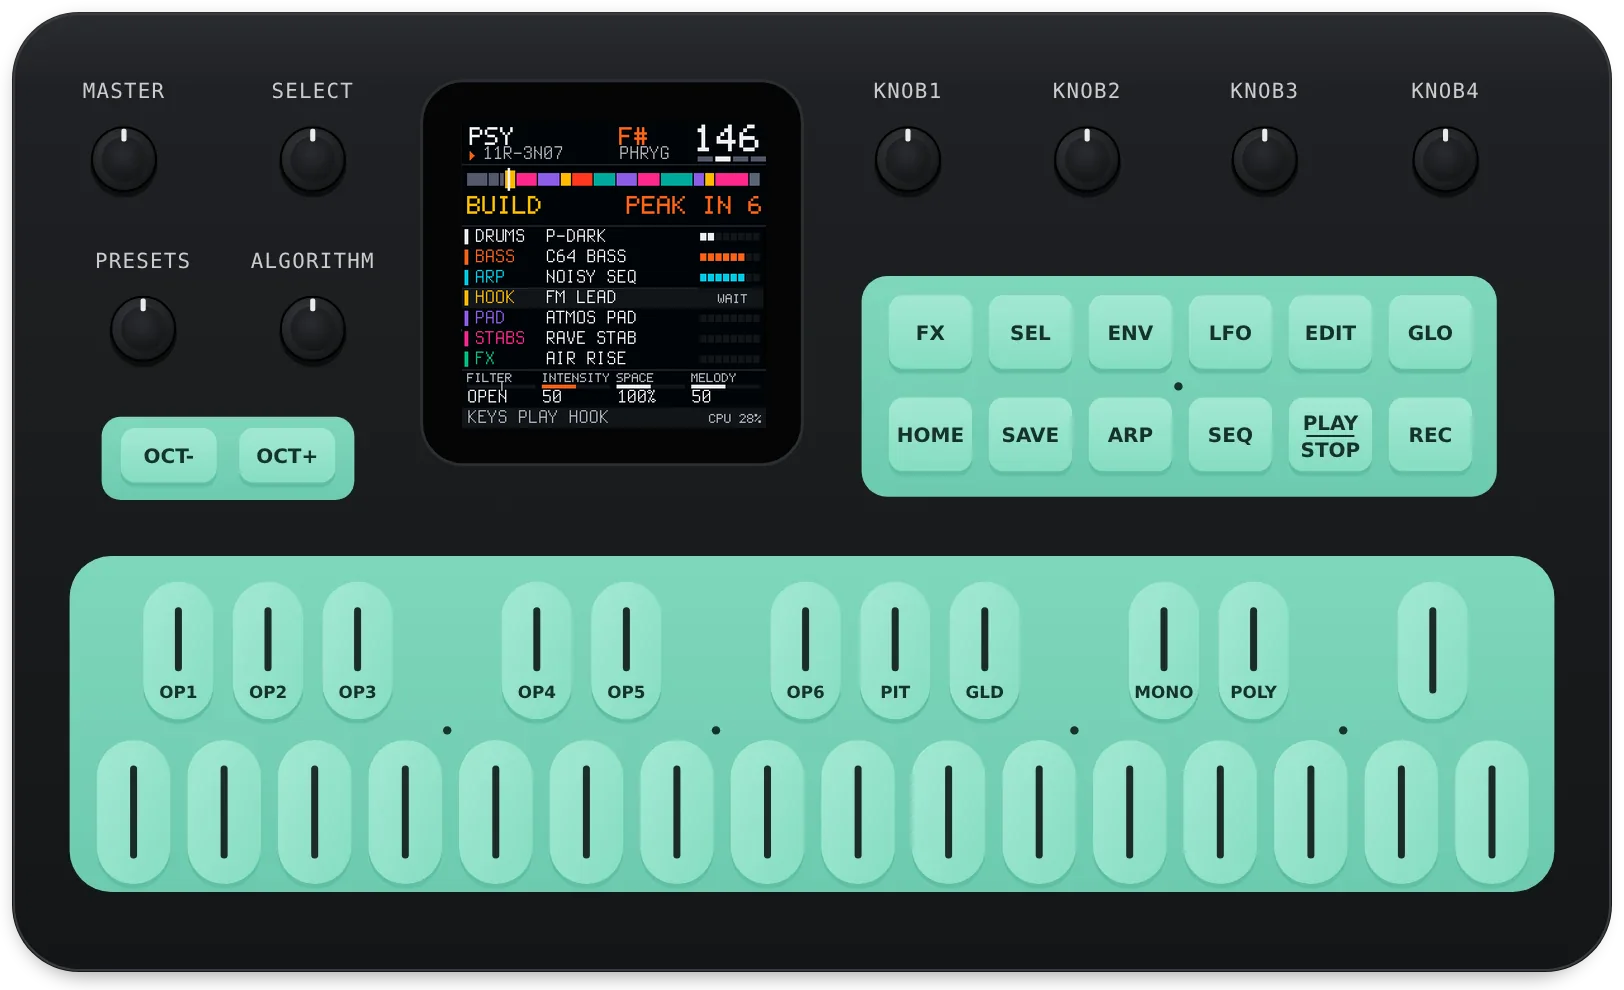 MASTER
SELECT
KNOB1
KNOB2
KNOB3
KNOB4
PRESETS
ALGORITHM
OCT-
OCT+
PSY
F#
146
11R-3N07
PHRYG
BUILD
PEAK IN 6
DRUMS P-DARK
BASS C64 BASS
ARP NOISY SEQ
HOOK FM LEAD WAIT
PAD ATMOS PAD
STABS RAVE STAB
FX AIR RISE
FILTER INTENSITY SPACE MELODY
OPEN 50 100% 50
KEYS PLAY HOOK CPU 28%
FX
SEL
ENV
LFO
EDIT
GLO
HOME
SAVE
ARP
SEQ
PLAY
STOP
REC
OP1
OP2
OP3
OP4
OP5
OP6
PIT
GLD
MONO
POLY